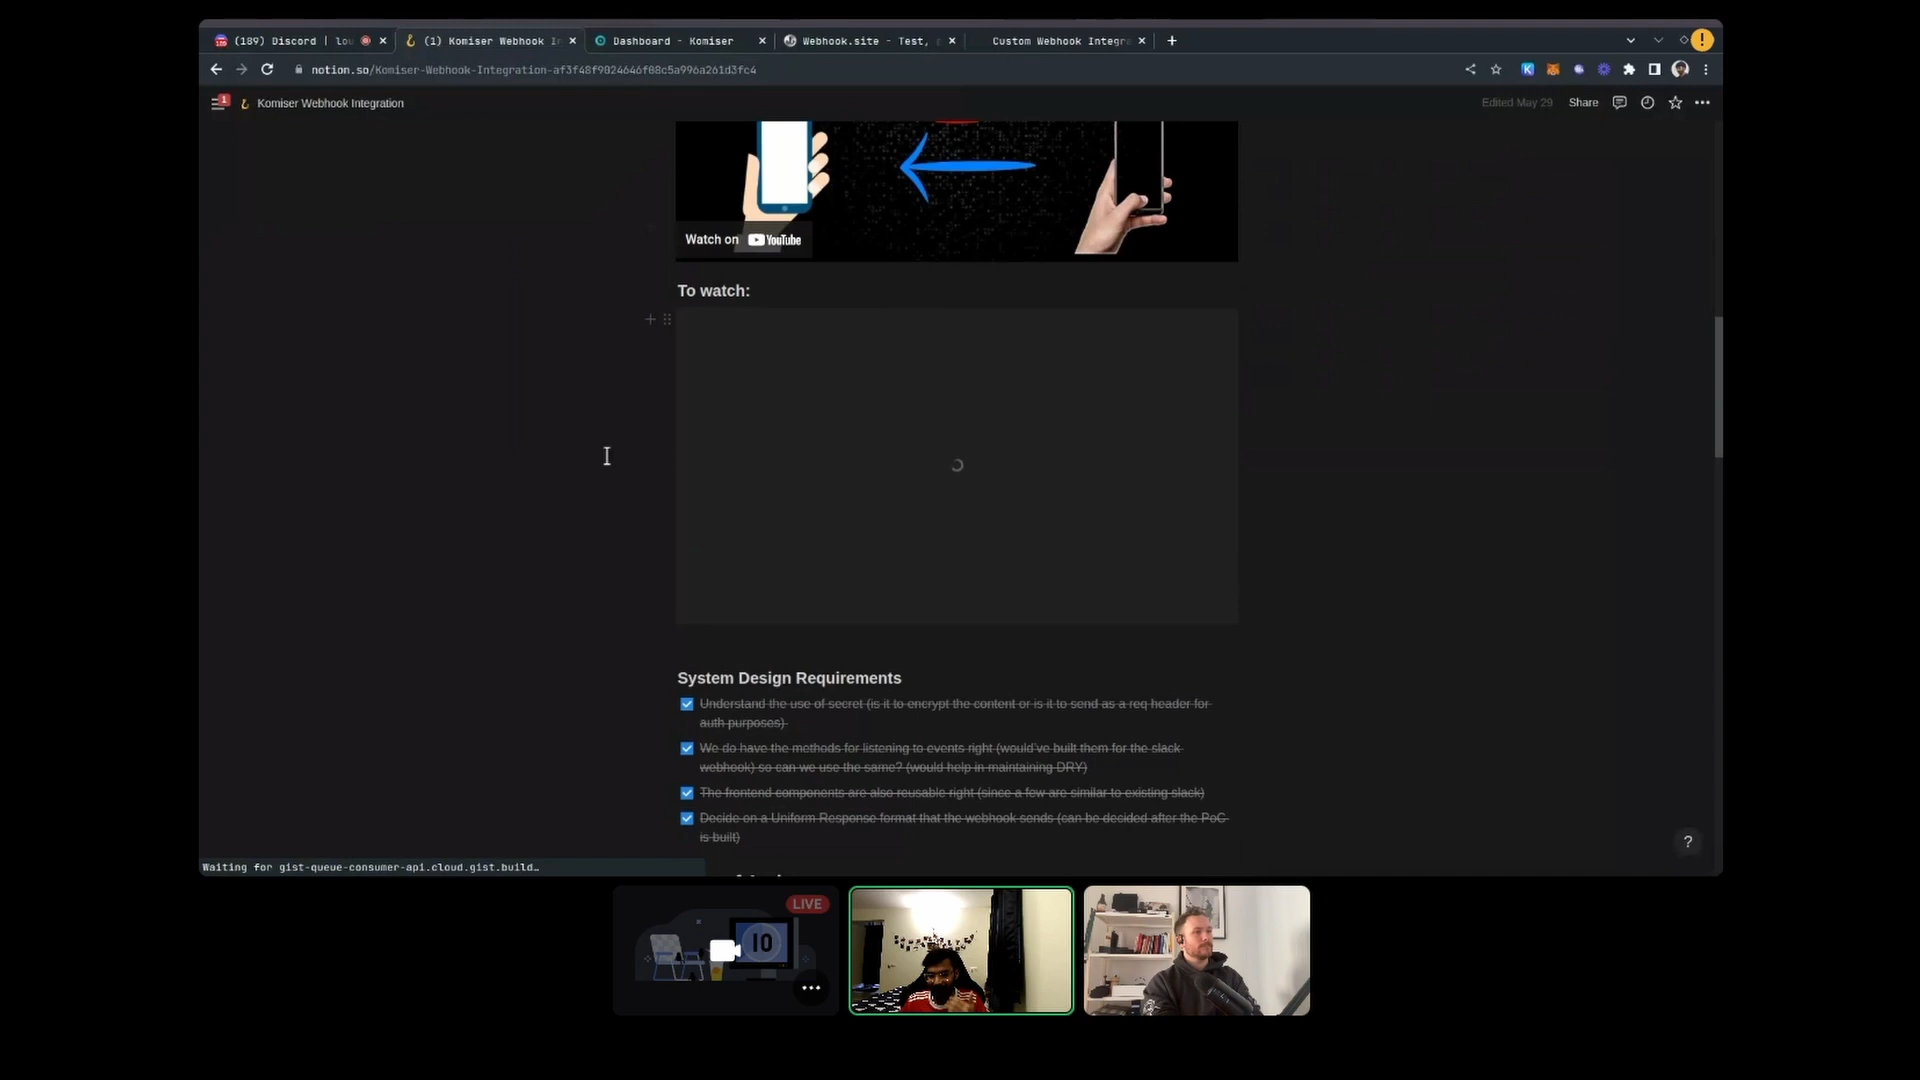 (189) Discord | lou
(1) Komiser Webhook I
Dashboard - Komiser
Webhook.site - Test,
Custom Webhook Integr
notion.so/Komiser-Webhook-Integration-af3f48f9024646f08c5a996a261d3fc4
1
Komiser Webhook Integration
Edited May 29
Share
Watch on YouTube
To watch:
System Design Requirements
Understand the use of secret (is it to encrypt the content or is it to send as a req header for
auth purposes)
We do have the methods for listening to events right (would've built them for the slack
webhook) so can we use the same? (would help in maintaining DRY)
The frontend components are also reusable right (since a few are similar to existing slack)
Decide on a Uniform Response format that the webhook sends (can be decided after the PoC
is built)
Waiting for gist-queue-consumer-api.cloud.gist.build…
?
LIVE
10